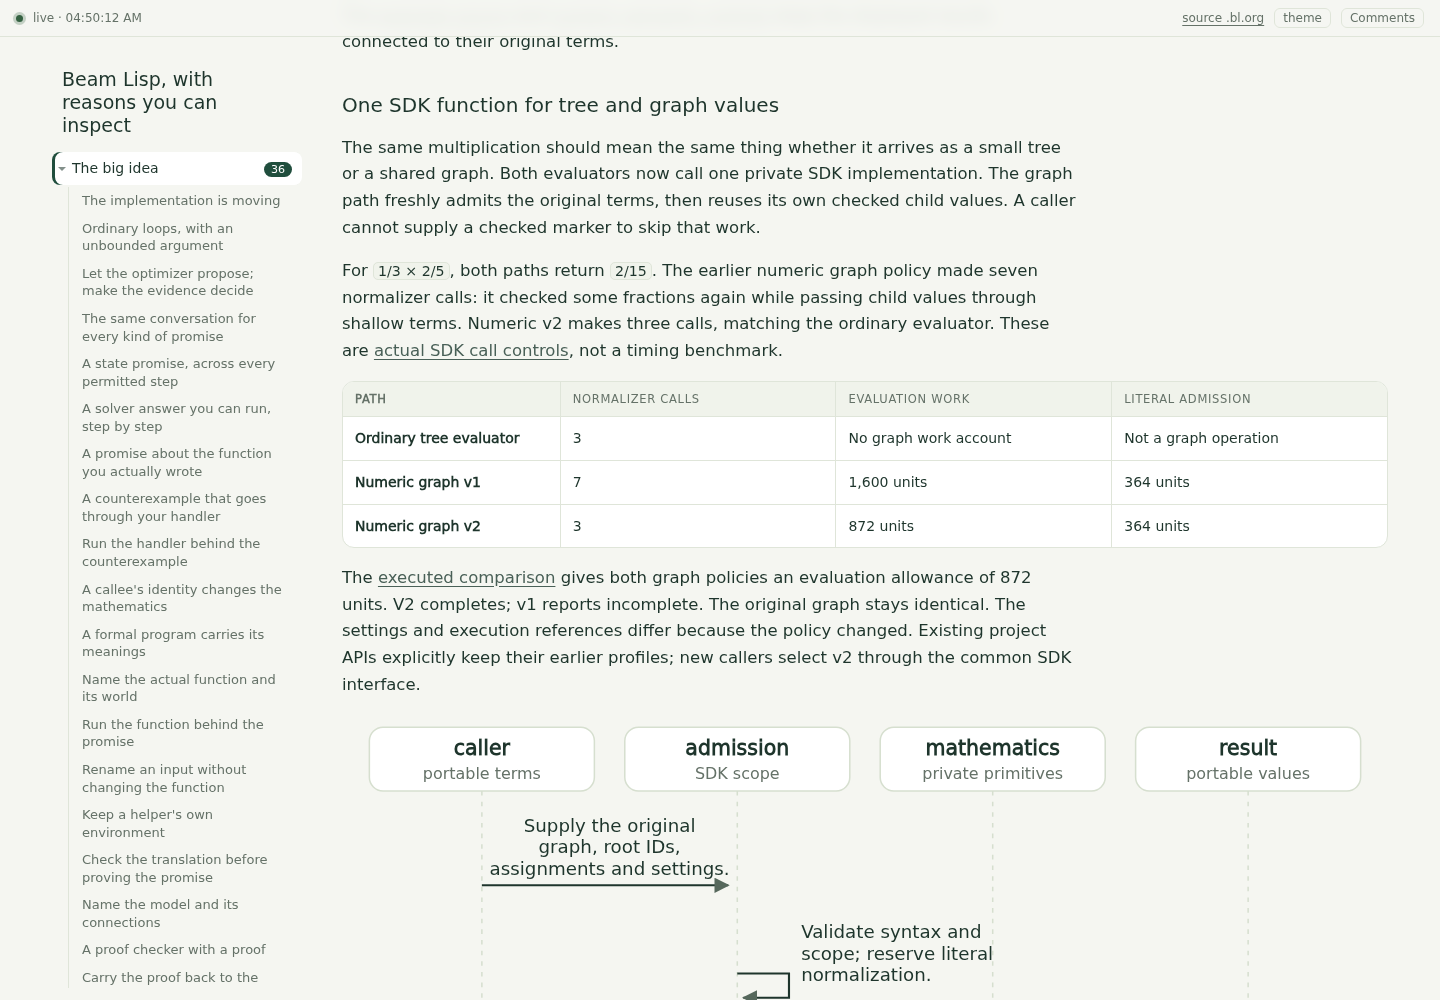 live · 04:50:12 AM
source .bl.org
theme
Comments
Beam Lisp, with
reasons you can
inspect
The big idea
36
The implementation is moving
Ordinary loops, with an
unbounded argument
Let the optimizer propose;
make the evidence decide
The same conversation for
every kind of promise
A state promise, across every
permitted step
A solver answer you can run,
step by step
A promise about the function
you actually wrote
A counterexample that goes
through your handler
Run the handler behind the
counterexample
A callee's identity changes the
mathematics
A formal program carries its
meanings
Name the actual function and
its world
Run the function behind the
promise
Rename an input without
changing the function
Keep a helper's own
environment
Check the translation before
proving the promise
Name the model and its
connections
A proof checker with a proof
Carry the proof back to the
connected to their original terms.
One SDK function for tree and graph values
The same multiplication should mean the same thing whether it arrives as a small tree
or a shared graph. Both evaluators now call one private SDK implementation. The graph
path freshly admits the original terms, then reuses its own checked child values. A caller
cannot supply a checked marker to skip that work.
For 1/3 × 2/5, both paths return 2/15. The earlier numeric graph policy made seven
normalizer calls: it checked some fractions again while passing child values through
shallow terms. Numeric v2 makes three calls, matching the ordinary evaluator. These
are actual SDK call controls, not a timing benchmark.
PATH NORMALIZER CALLS EVALUATION WORK LITERAL ADMISSION
Ordinary tree evaluator 3 No graph work account Not a graph operation
Numeric graph v1 7 1,600 units 364 units
Numeric graph v2 3 872 units 364 units
The executed comparison gives both graph policies an evaluation allowance of 872
units. V2 completes; v1 reports incomplete. The original graph stays identical. The
settings and execution references differ because the policy changed. Existing project
APIs explicitly keep their earlier profiles; new callers select v2 through the common SDK
interface.
caller
portable terms
admission
SDK scope
mathematics
private primitives
result
portable values
Supply the original
graph, root IDs,
assignments and settings.
Validate syntax and
scope; reserve literal
normalization.